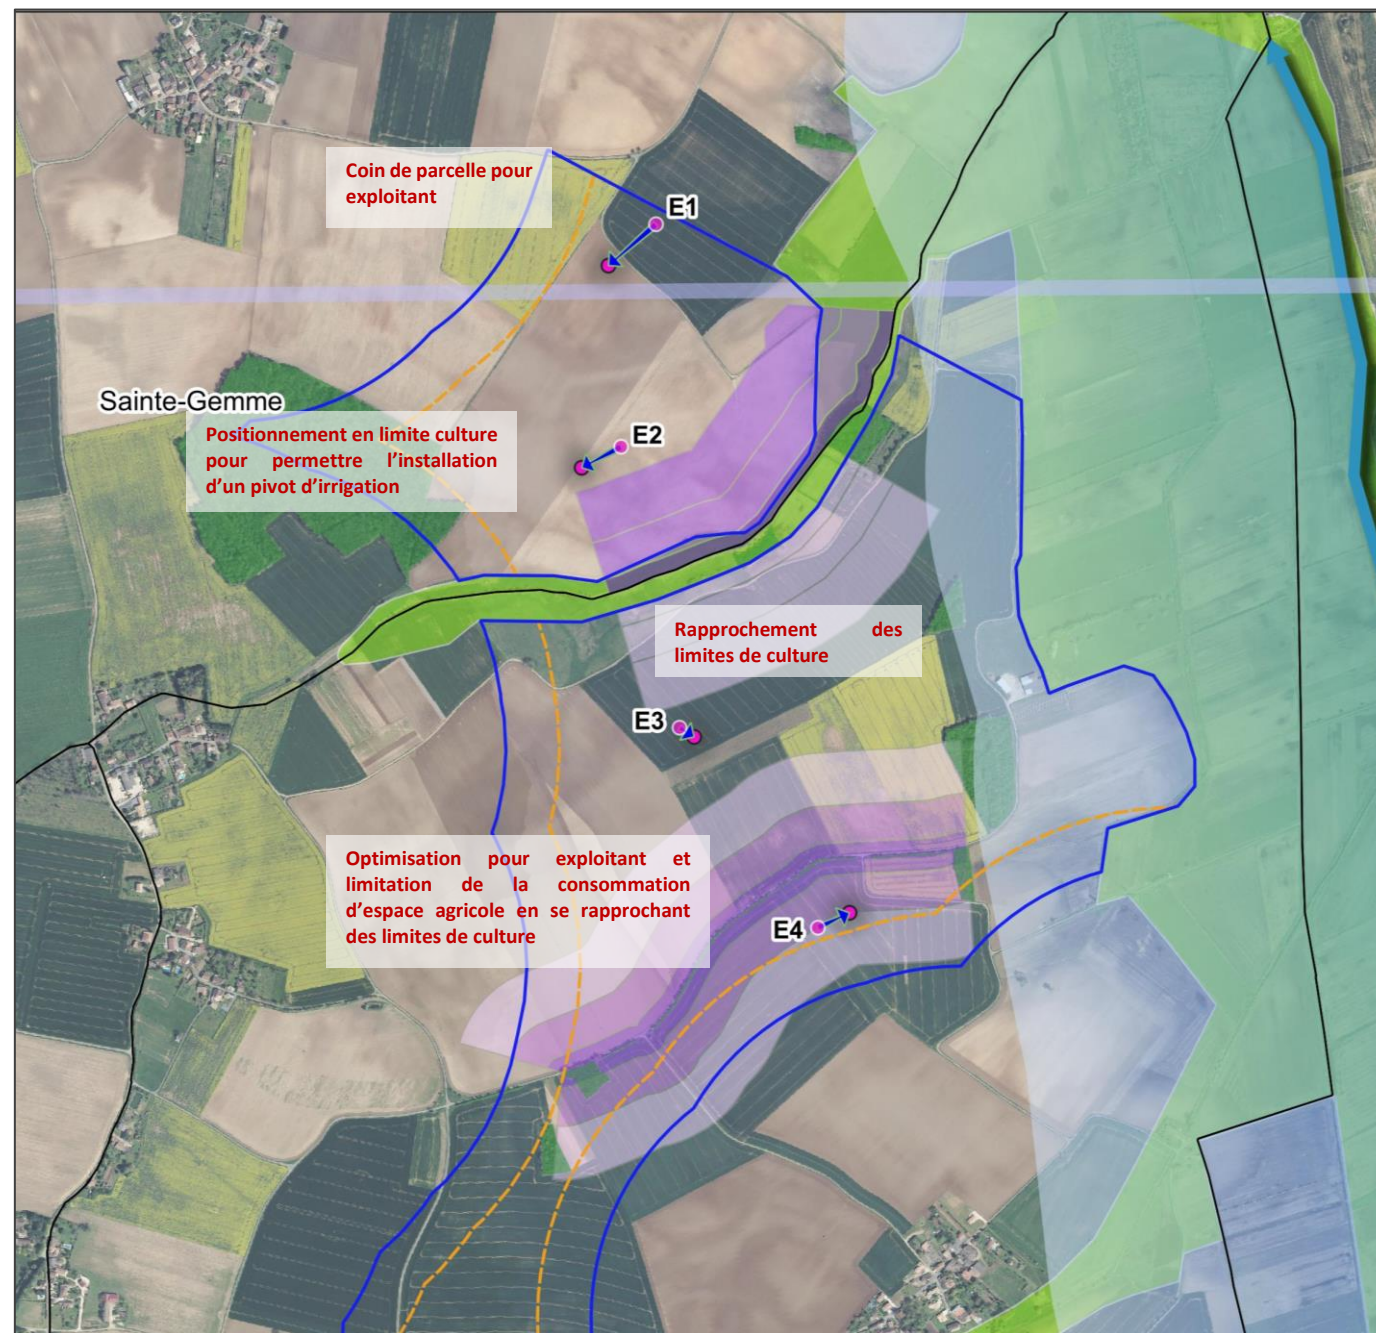 Coin de parcelle pour
exploitant
E1
Sainte-Gemme
Positionnement en limite culture
pour permettre l'installation
d'un pivot d'irrigation
E2
Rapprochement des
limites de culture
E3
Optimisation pour exploitant et
limitation de la consommation
d'espace agricole en se rapprochant
des limites de culture
E4